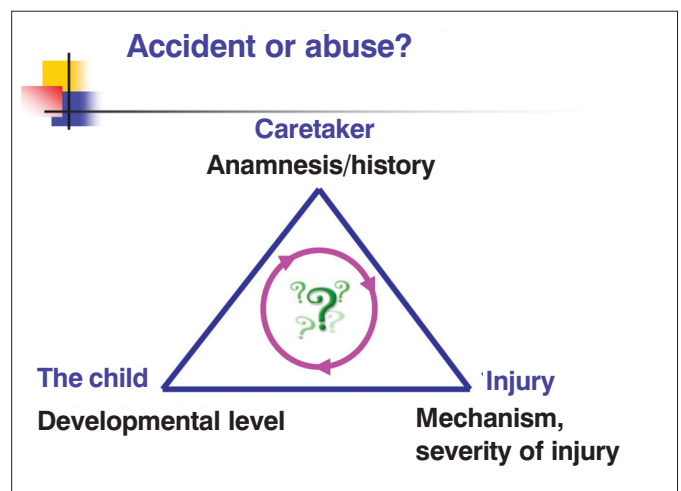 Accident or abuse?
Caretaker
Anamnesis/history
? ? ? ? ?
The child
Injury
Developmental level
Mechanism,
severity of injury